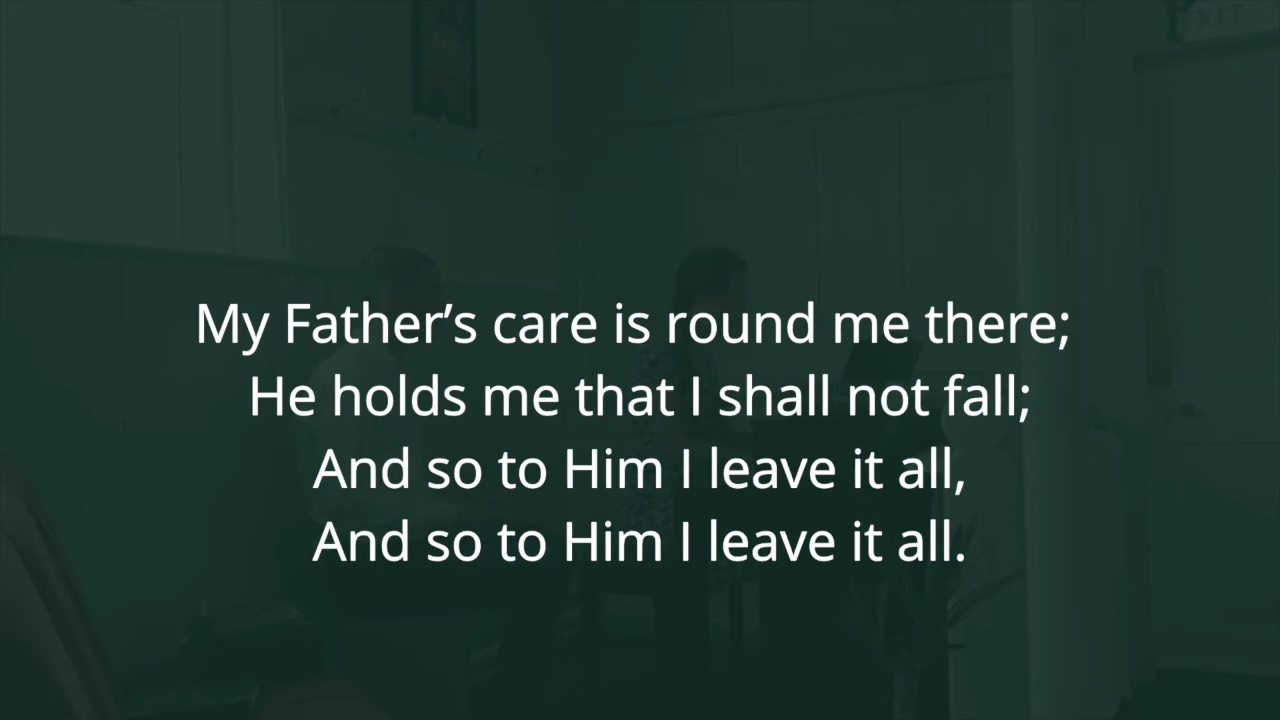 My Father’s care is round me there;
He holds me that I shall not fall;
And so to Him I leave it all,
And so to Him I leave it all.
EXIT